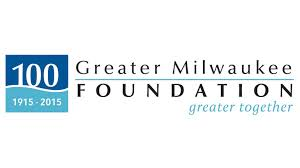 100
1915 - 2015
Greater Milwaukee
FOUNDATION
greater together